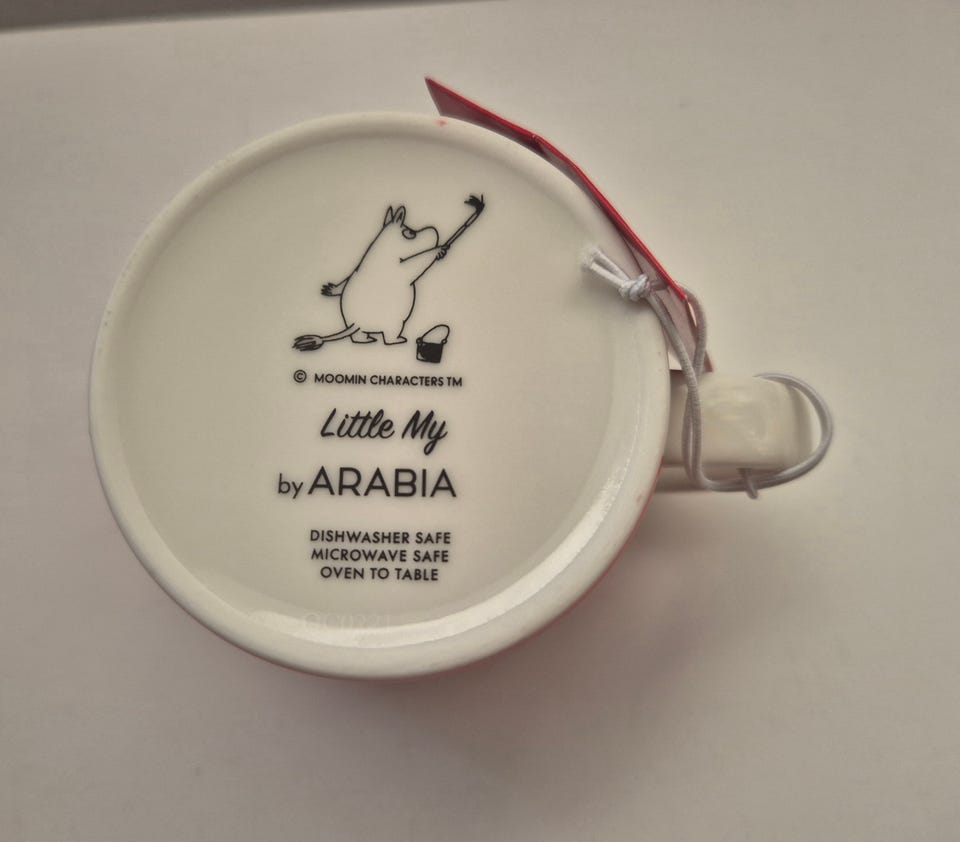 © MOOMIN CHARACTERS TM
Little My
by ARABIA
DISHWASHER SAFE
MICROWAVE SAFE
OVEN TO TABLE